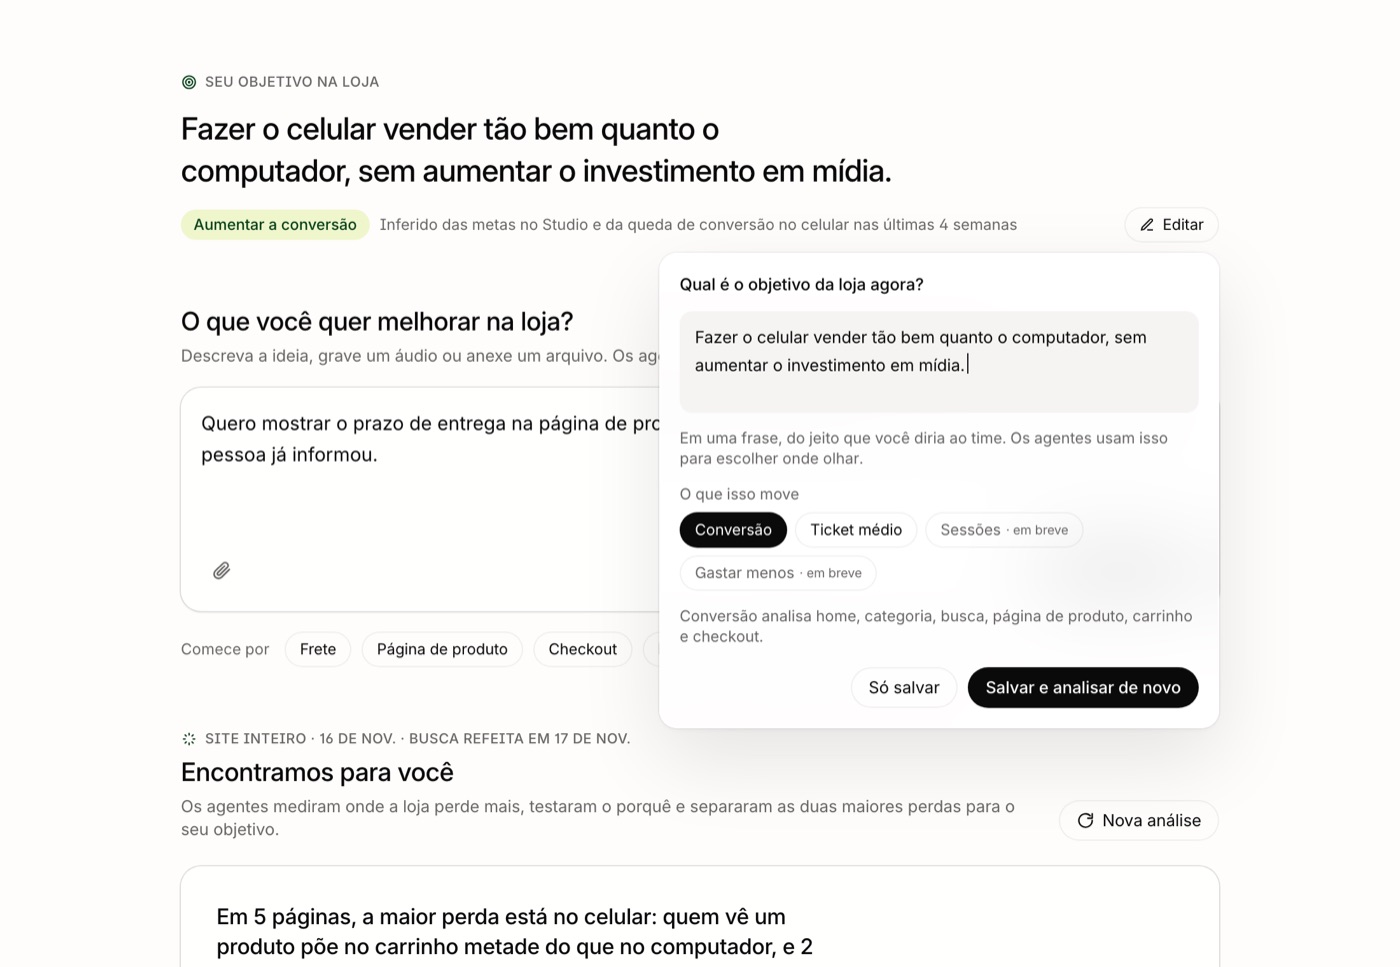 SEU OBJETIVO NA LOJA
Fazer o celular vender tão bem quanto o
computador, sem aumentar o investimento em mídia.
Aumentar a conversão
Inferido das metas no Studio e da queda de conversão no celular nas últimas 4 semanas
Editar
O que você quer melhorar na loja?
Descreva a ideia, grave um áudio ou anexe um arquivo. Os
Quero mostrar o prazo de entrega na página de
pessoa já informou.
Comece por
Frete
Página de produto
Checkout
Qual é o objetivo da loja agora?
Fazer o celular vender tão bem quanto o computador, sem
aumentar o investimento em mídia.
Em uma frase, do jeito que você diria ao time. Os agentes usam isso
para escolher onde olhar.
O que isso move
Conversão
Ticket médio
Sessões · em breve
Gastar menos · em breve
Conversão analisa home, categoria, busca, página de produto, carrinho
e checkout.
Só salvar
Salvar e analisar de novo
SITE INTEIRO · 16 DE NOV. · BUSCA REFEITA EM 17 DE NOV.
Encontramos para você
Os agentes mediram onde a loja perde mais, testaram o porquê e separaram as duas maiores perdas para o
seu objetivo.
Nova análise
Em 5 páginas, a maior perda está no celular: quem vê um
produto põe no carrinho metade do que no computador, e 2